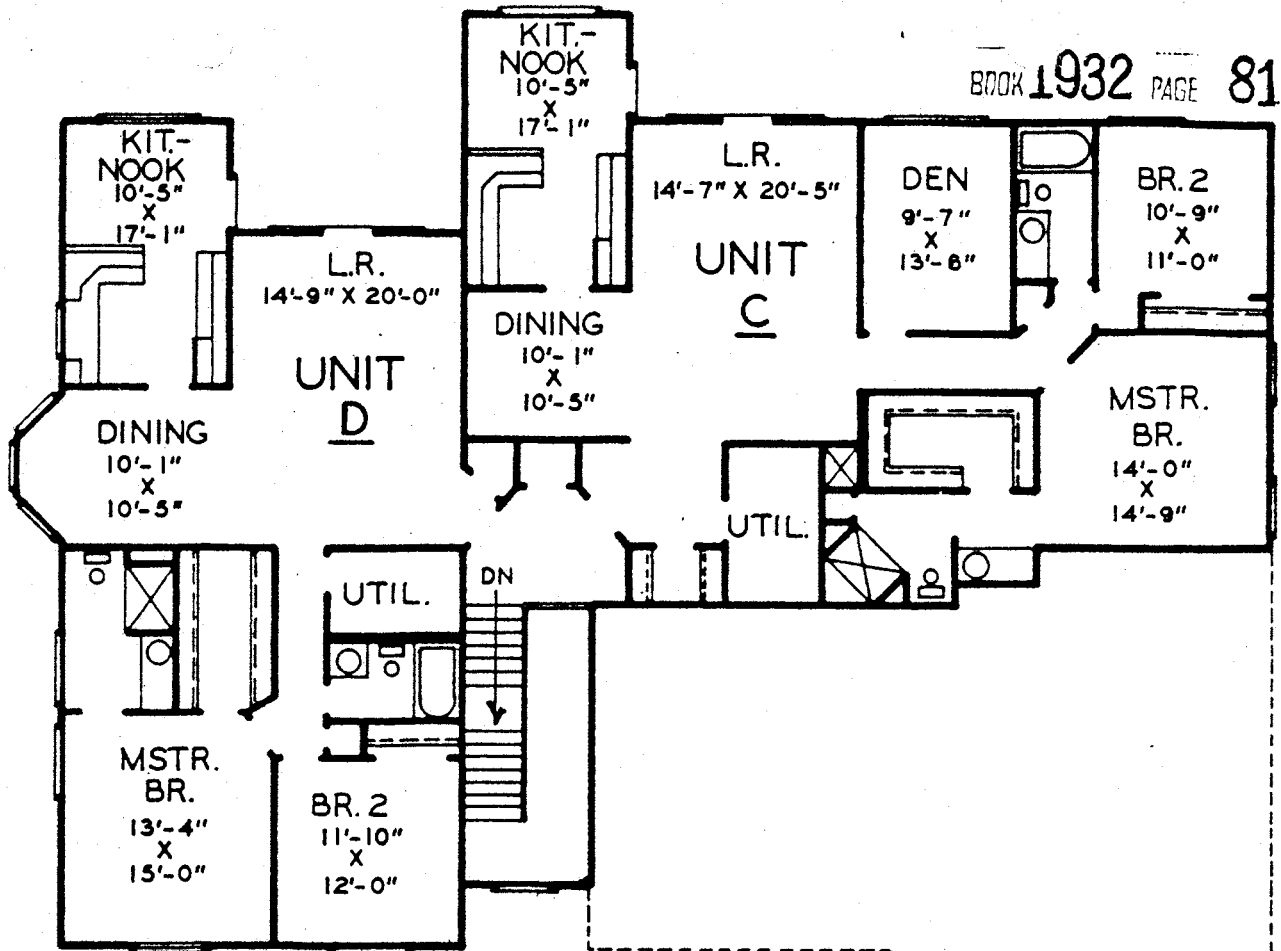 BOOK 1932 PAGE 81
KIT.-
NOOK
10'-5"
X
17'-1"
KIT.-
NOOK
10'-5"
X
17'-1"
L.R.
14'-7" X 20'-5"
UNIT
C
DEN
9'-7"
X
13'-8"
BR. 2
10'-9"
X
11'-0"
L.R.
14'-9" X 20'-0"
UNIT
D
DINING
10'-1"
X
10'-5"
DINING
10'-1"
X
10'-5"
MSTR.
BR.
14'-0"
X
14'-9"
UTIL.
UTIL.
DN
MSTR.
BR.
13'-4"
X
15'-0"
BR. 2
11'-10"
X
12'-0"